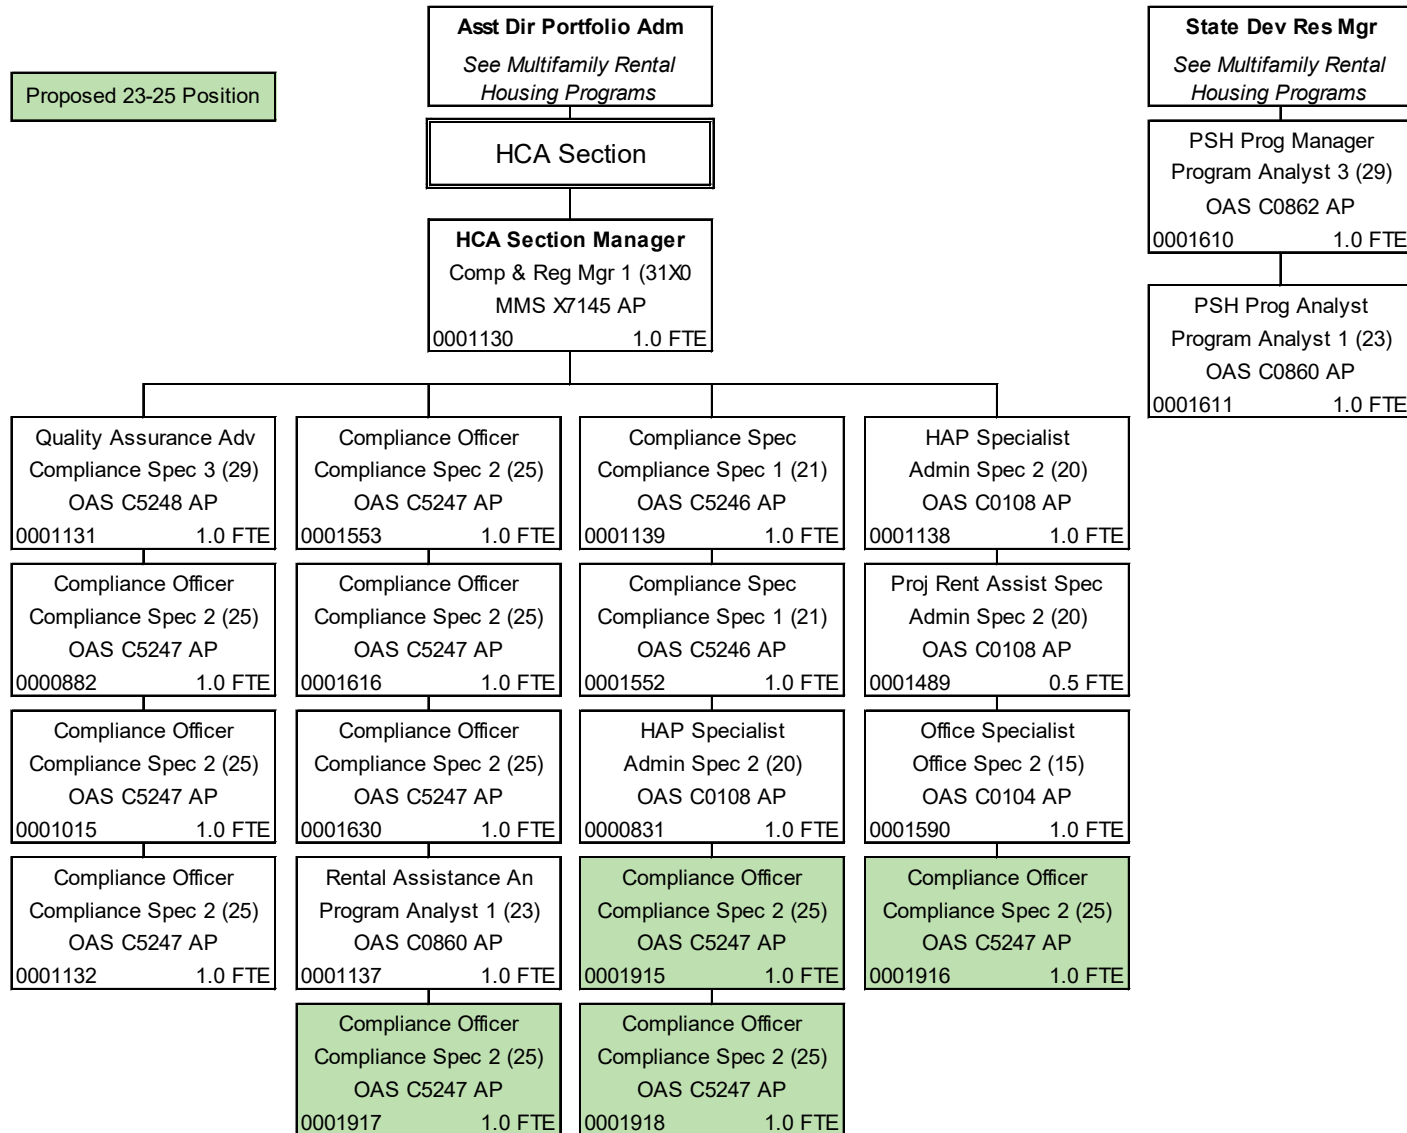 Proposed 23-25 Position
Asst Dir Portfolio Adm
See Multifamily Rental
Housing Programs
HCA Section
HCA Section Manager
Comp & Reg Mgr 1 (31X0
MMS X7145 AP
0001130 1.0 FTE
Quality Assurance Adv
Compliance Spec 3 (29)
OAS C5248 AP
0001131 1.0 FTE
Compliance Officer
Compliance Spec 2 (25)
OAS C5247 AP
0000882 1.0 FTE
Compliance Officer
Compliance Spec 2 (25)
OAS C5247 AP
0001015 1.0 FTE
Compliance Officer
Compliance Spec 2 (25)
OAS C5247 AP
0001132 1.0 FTE
Compliance Officer
Compliance Spec 2 (25)
OAS C5247 AP
0001553 1.0 FTE
Compliance Officer
Compliance Spec 2 (25)
OAS C5247 AP
0001616 1.0 FTE
Compliance Officer
Compliance Spec 2 (25)
OAS C5247 AP
0001630 1.0 FTE
Rental Assistance An
Program Analyst 1 (23)
OAS C0860 AP
0001137 1.0 FTE
Compliance Officer
Compliance Spec 2 (25)
OAS C5247 AP
0001917 1.0 FTE
Compliance Spec
Compliance Spec 1 (21)
OAS C5246 AP
0001139 1.0 FTE
Compliance Spec
Compliance Spec 1 (21)
OAS C5246 AP
0001552 1.0 FTE
HAP Specialist
Admin Spec 2 (20)
OAS C0108 AP
0000831 1.0 FTE
Compliance Officer
Compliance Spec 2 (25)
OAS C5247 AP
0001915 1.0 FTE
Compliance Officer
Compliance Spec 2 (25)
OAS C5247 AP
0001918 1.0 FTE
HAP Specialist
Admin Spec 2 (20)
OAS C0108 AP
0001138 1.0 FTE
Proj Rent Assist Spec
Admin Spec 2 (20)
OAS C0108 AP
0001489 0.5 FTE
Office Specialist
Office Spec 2 (15)
OAS C0104 AP
0001590 1.0 FTE
Compliance Officer
Compliance Spec 2 (25)
OAS C5247 AP
0001916 1.0 FTE
State Dev Res Mgr
See Multifamily Rental
Housing Programs
PSH Prog Manager
Program Analyst 3 (29)
OAS C0862 AP
0001610 1.0 FTE
PSH Prog Analyst
Program Analyst 1 (23)
OAS C0860 AP
0001611 1.0 FTE